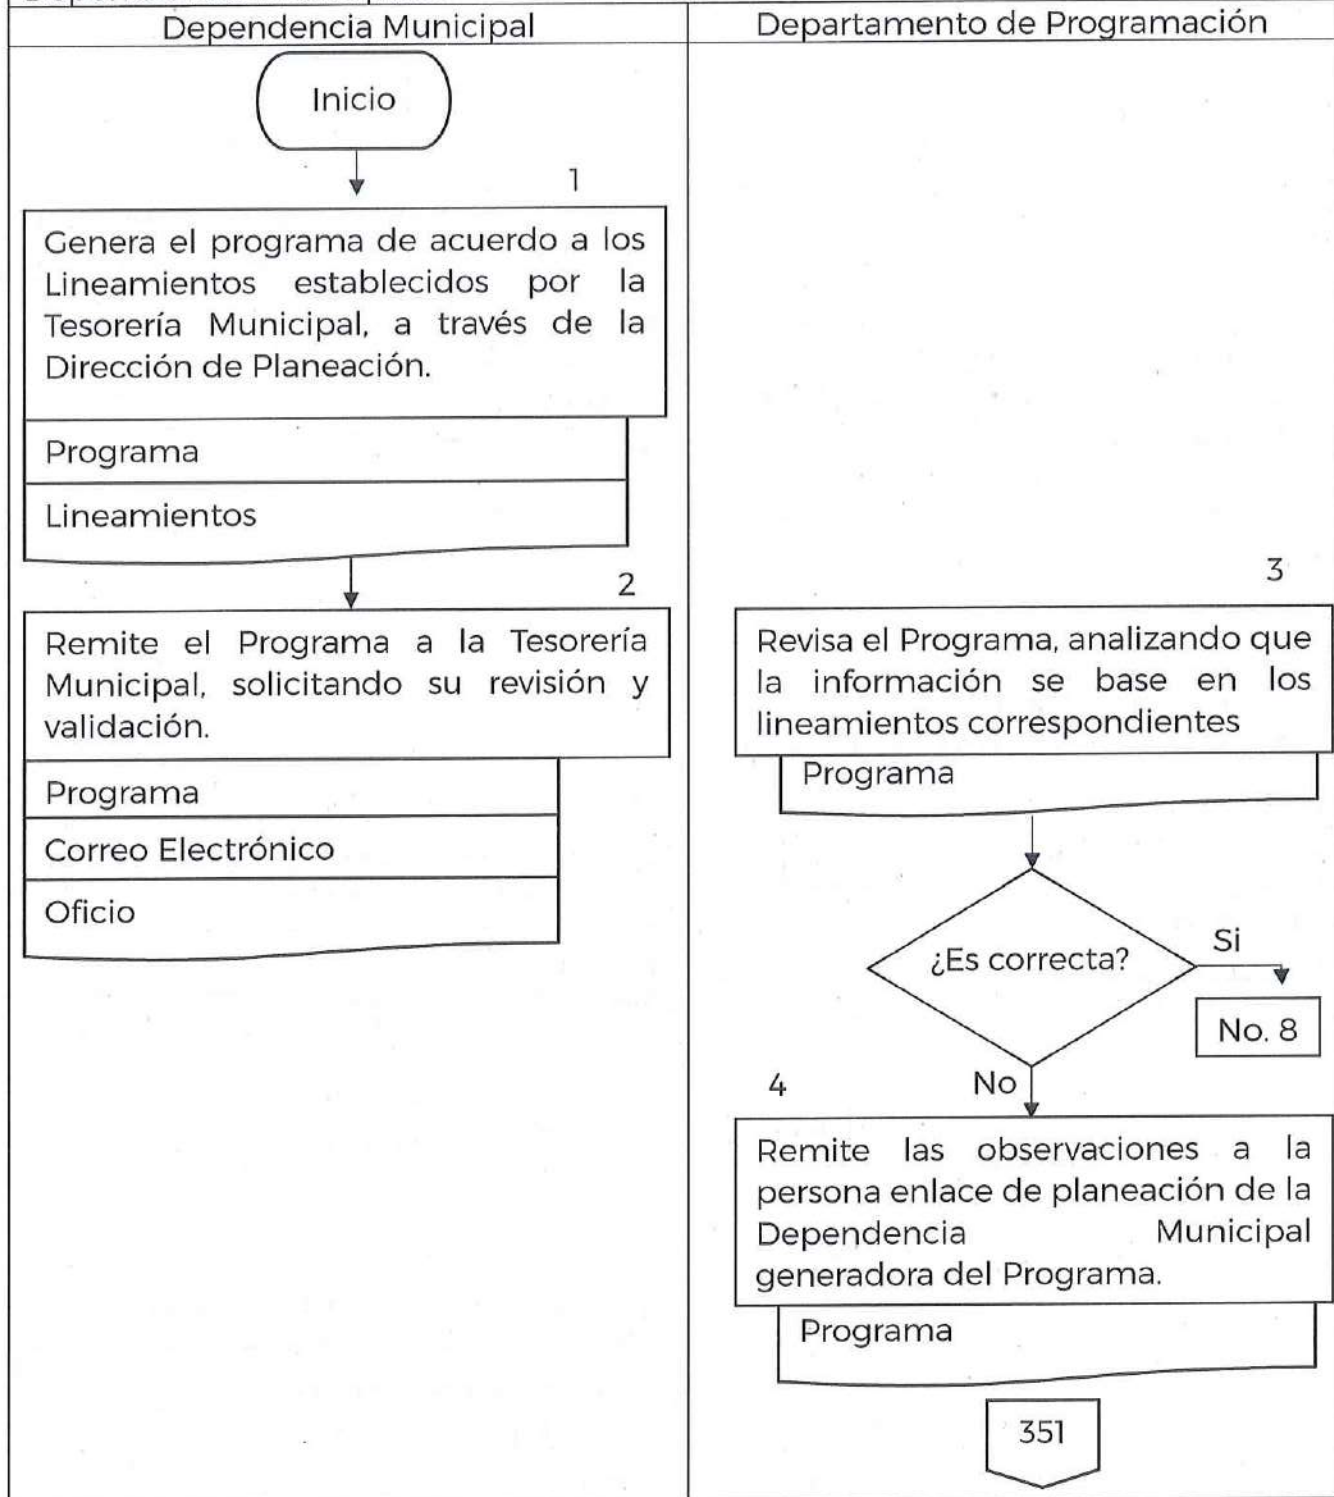 Dependencia Municipal
Departamento de Programación
Inicio
1
Genera el programa de acuerdo a los
Lineamientos establecidos por la
Tesorería Municipal, a través de la
Dirección de Planeación.
Programa
Lineamientos
2
Remite el Programa a la Tesorería
Municipal, solicitando su revisión y
validación.
Programa
Correo Electrónico
Oficio
3
Revisa el Programa, analizando que
la información se base en los
lineamientos correspondientes
Programa
¿Es correcta?
Si
No. 8
No
4
Remite las observaciones a la
persona enlace de planeación de la
Dependencia Municipal
generadora del Programa.
Programa
351